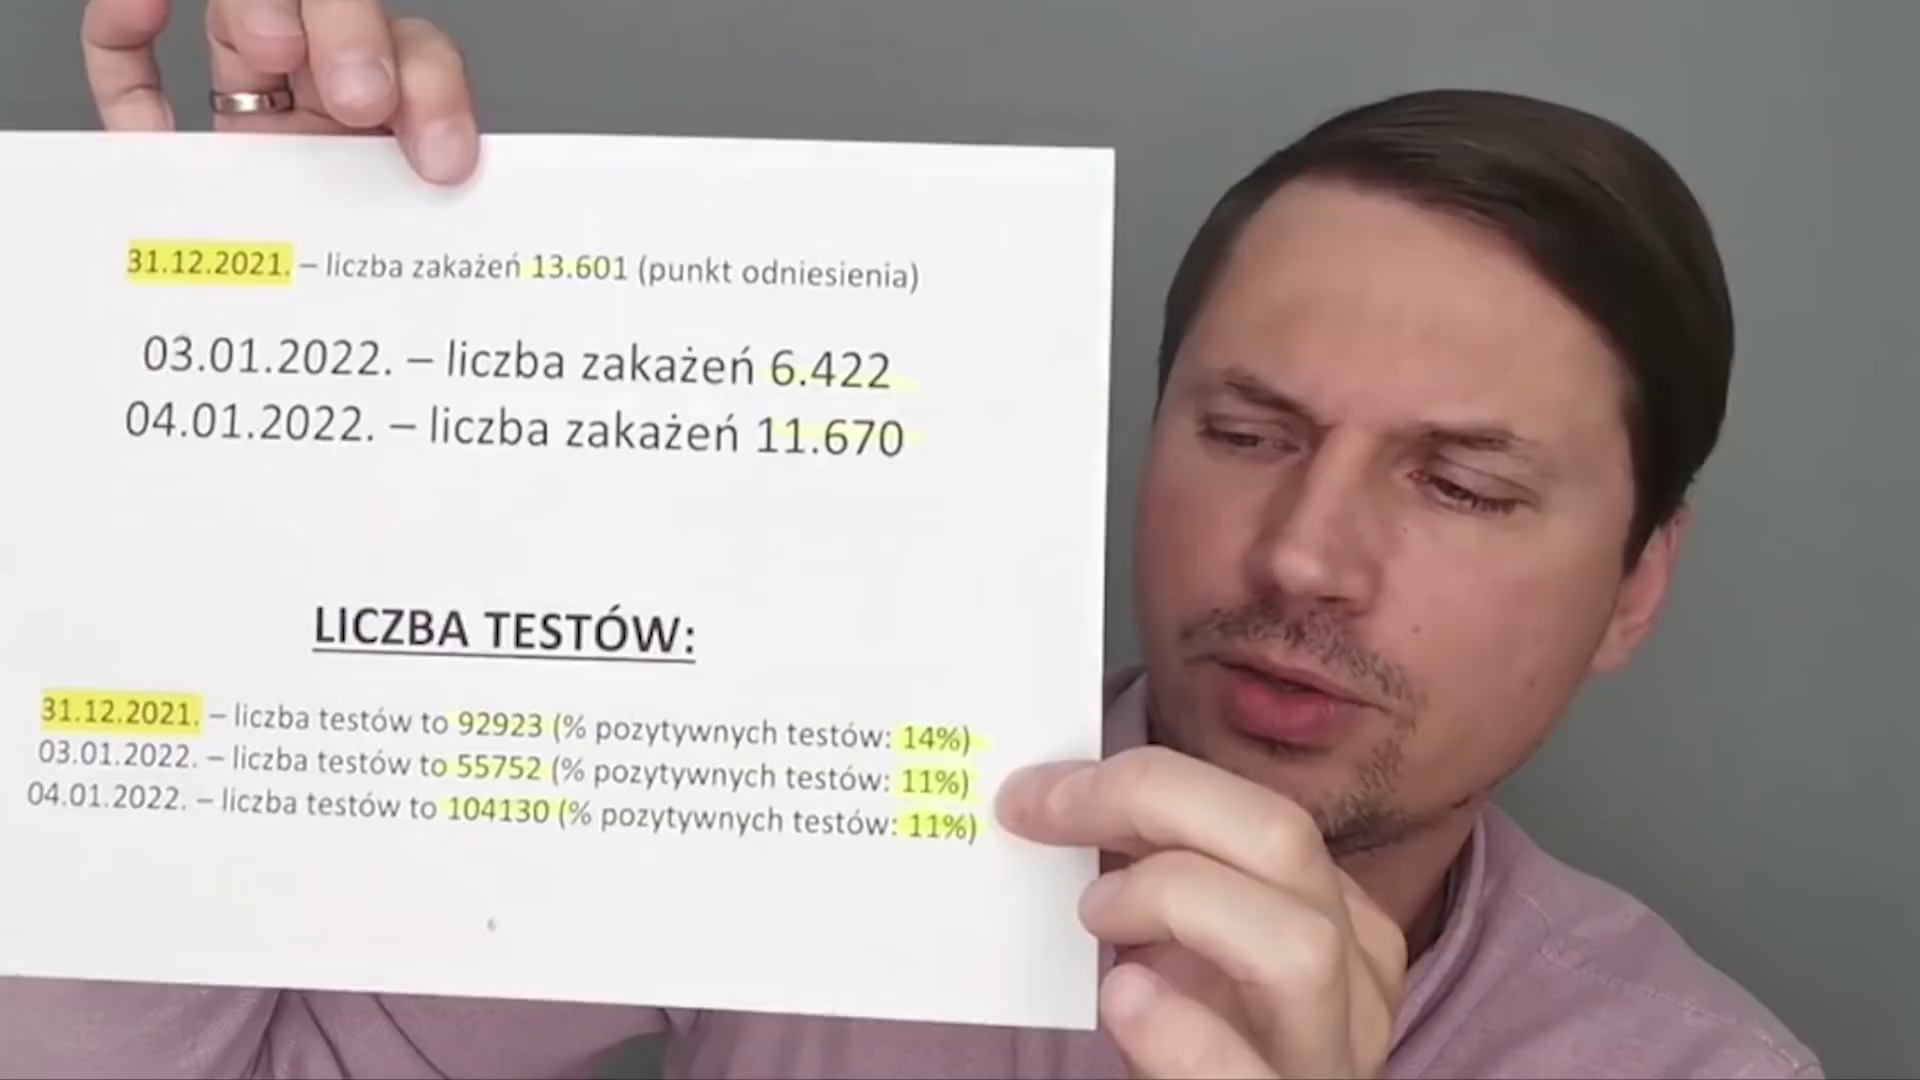 31.12.2021. – liczba zakażeń 13.601 (punkt odniesienia)
03.01.2022. – liczba zakażeń 6.422
04.01.2022. – liczba zakażeń 11.670
LICZBA TESTÓW:
31.12.2021. – liczba testów to 92923 (% pozytywnych testów: 14%)
03.01.2022. – liczba testów to 55752 (% pozytywnych testów: 11%)
04.01.2022. – liczba testów to 104130 (% pozytywnych testów: 11%)